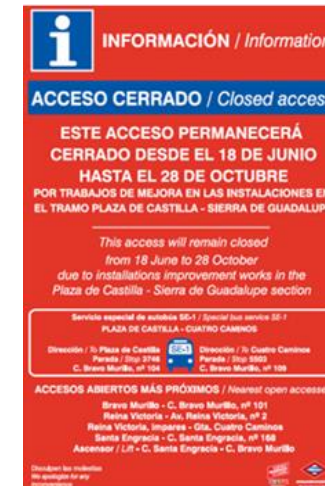 INFORMACIÓN / Information
ACCESO CERRADO / Closed access
ESTE ACCESO PERMANECERÁ
CERRADO DESDE EL 18 DE JUNIO
HASTA EL 28 DE OCTUBRE
POR TRABAJOS DE MEJORA EN LAS INSTALACIONES EN
EL TRAMO PLAZA DE CASTILLA - SIERRA DE GUADALUP
This access will remain closed
from 18 June to 28 October
due to installations improvement works in the
Plaza de Castilla - Sierra de Guadalupe section
Servicio especial de autobús SE-1 / Special bus service SE-1
PLAZA DE CASTILLA - CUATRO CAMINOS
Dirección / To Plaza de Castilla
Parada / Stop 3746
C. Bravo Murillo, nº 104
SE-1
Dirección / To Cuatro Caminos
Parada / Stop 5503
C. Bravo Murillo, nº 109
ACCESOS ABIERTOS MÁS PRÓXIMOS / Nearest open accesse
Bravo Murillo - C. Bravo Murillo, nº 101
Reina Victoria - Av. Reina Victoria, nº 2
Reina Victoria, impares - Gta. Cuatro Caminos
Santa Engracia - C. Santa Engracia, nº 168
Ascensor / Lift - C. Santa Engracia - C. Bravo Murillo
Disculpen las molestias
We apologize for any
inconvenience